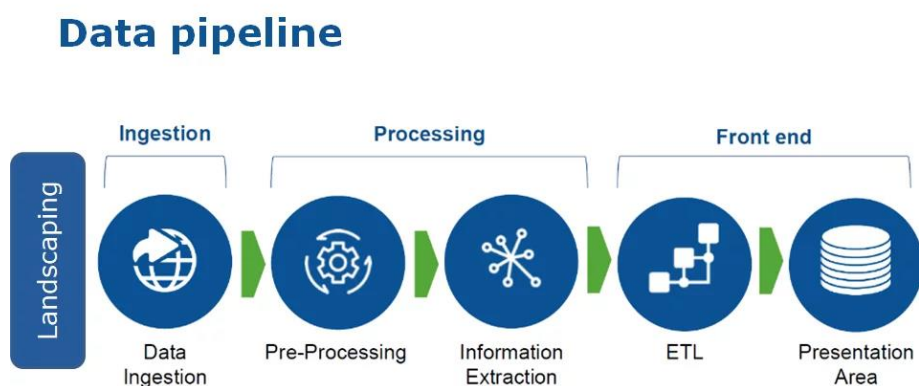 Data pipeline
Ingestion
Processing
Front end
Landscaping
Data
Ingestion
Pre-Processing
Information
Extraction
ETL
Presentation
Area